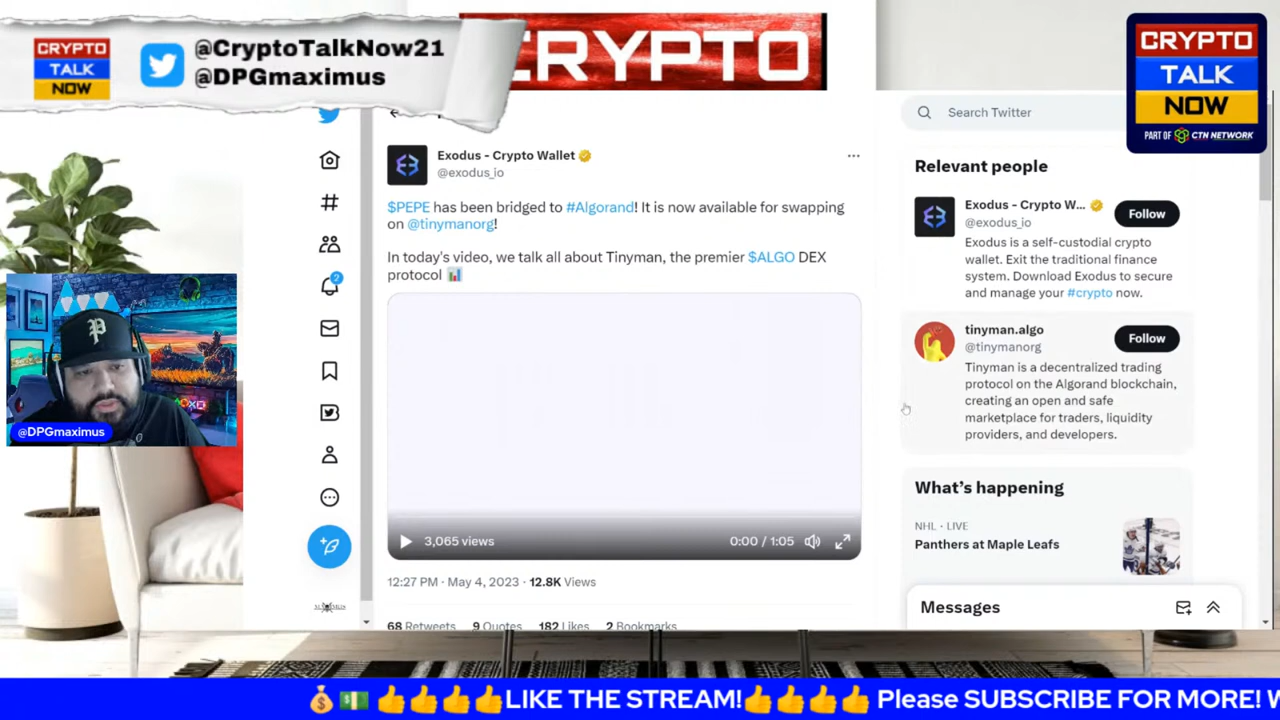 CRYPTO
TALK
NOW
@CryptoTalkNow21
@DPGmaximus
CRYPTO
CRYPTO
TALK
NOW
PART OF CTN NETWORK
Search Twitter
Exodus - Crypto Wallet
@exodus_io
$PEPE has been bridged to #Algorand! It is now available for swapping
on @tinymanorg!
In today's video, we talk all about Tinyman, the premier $ALGO DEX
protocol 📊
3,065 views
0:00 / 1:05
12:27 PM · May 4, 2023 · 12.8K Views
68 Retweets 9 Quotes 182 Likes 2 Bookmarks
2
Relevant people
Exodus - Crypto W...
@exodus_io
Follow
Exodus is a self-custodial crypto
wallet. Exit the traditional finance
system. Download Exodus to secure
and manage your #crypto now.
tinyman.algo
@tinymanorg
Follow
Tinyman is a decentralized trading
protocol on the Algorand blockchain,
creating an open and safe
marketplace for traders, liquidity
providers, and developers.
What's happening
NHL · LIVE
Panthers at Maple Leafs
Messages
P
@DPGmaximus
💰💵 👍👍👍👍LIKE THE STREAM!👍👍👍👍 Please SUBSCRIBE FOR MORE! W